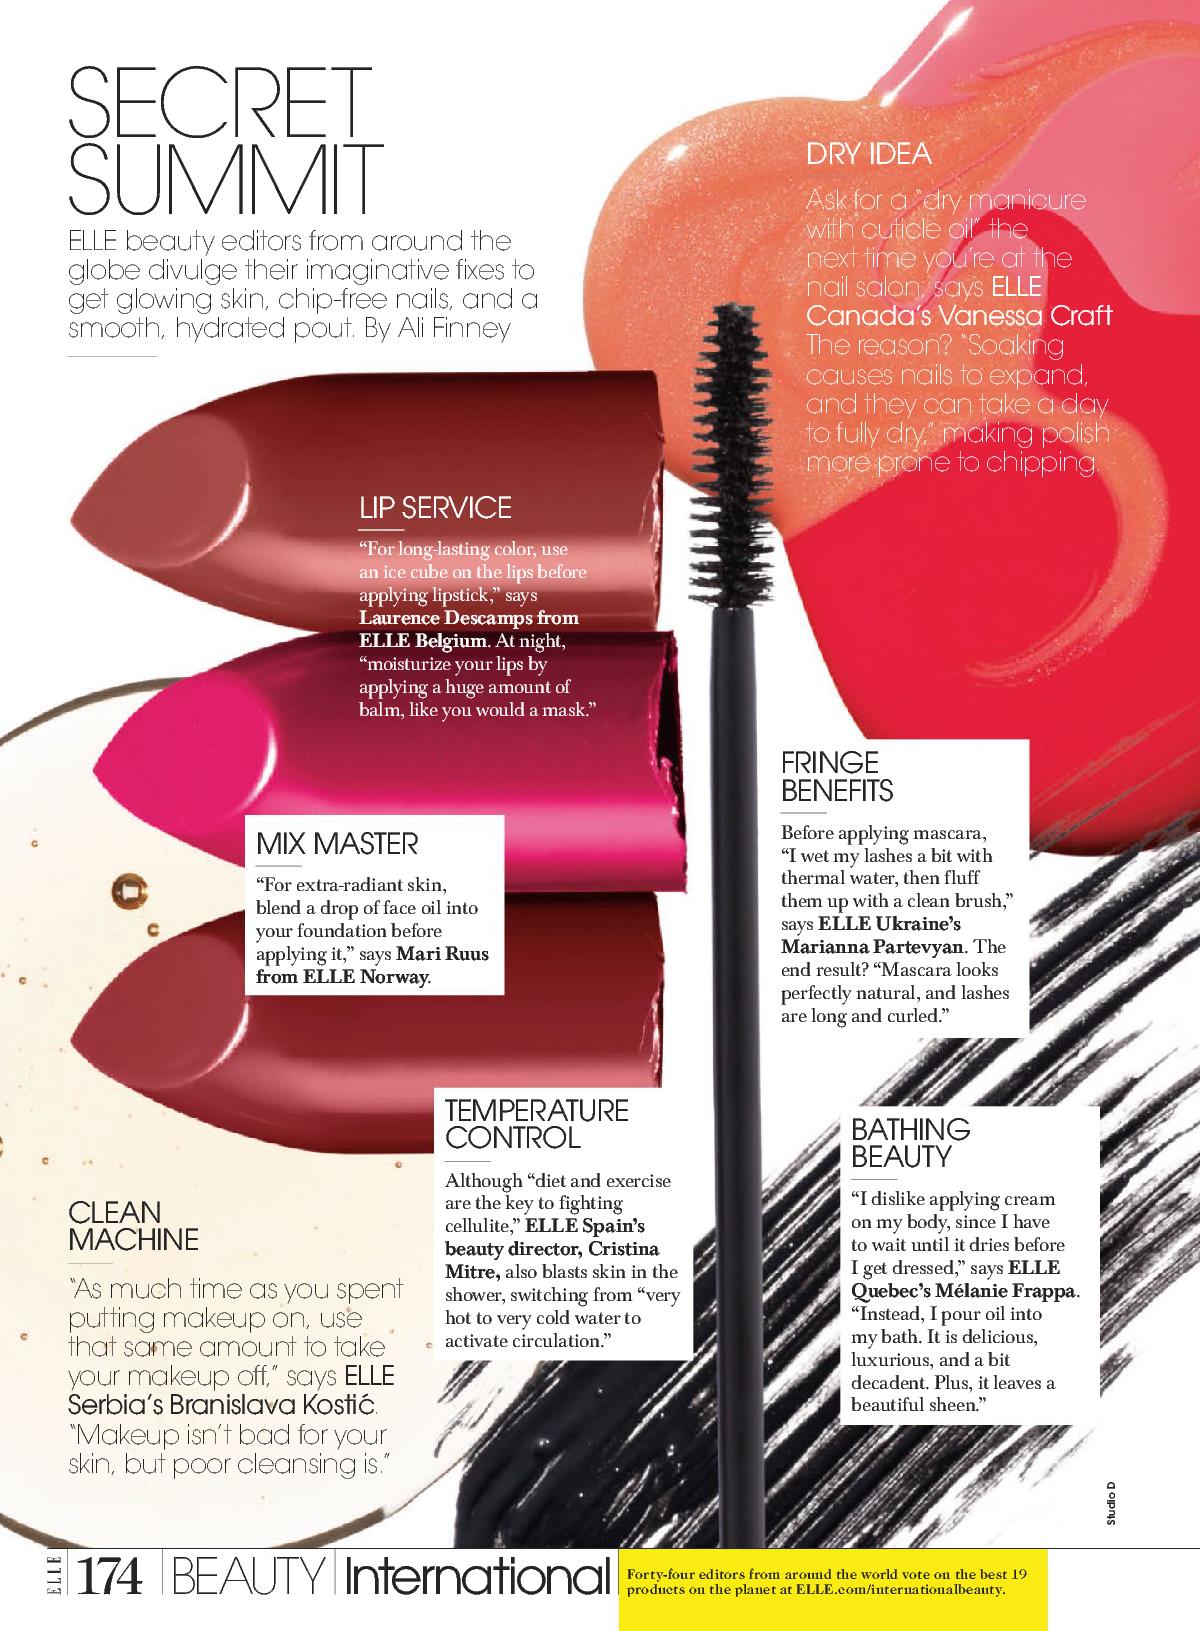 SECRET
SUMMIT
ELLE beauty editors from around the
globe divulge their imaginative fixes to
get glowing skin, chip-free nails, and a
smooth, hydrated pout. By Ali Finney
DRY IDEA
Ask for a “dry manicure
with cuticle oil” the
next time you’re at the
nail salon, says ELLE
Canada’s Vanessa Craft
The reason? “Soaking
causes nails to expand,
and they can take a day
to fully dry,” making polish
more prone to chipping.
LIP SERVICE
“For long-lasting color, use
an ice cube on the lips before
applying lipstick,” says
Laurence Descamps from
ELLE Belgium. At night,
“moisturize your lips by
applying a huge amount of
balm, like you would a mask.”
MIX MASTER
“For extra-radiant skin,
blend a drop of face oil into
your foundation before
applying it,” says Mari Ruus
from ELLE Norway.
FRINGE
BENEFITS
Before applying mascara,
“I wet my lashes a bit with
thermal water, then fluff
them up with a clean brush,”
says ELLE Ukraine’s
Marianna Partevyan. The
end result? “Mascara looks
perfectly natural, and lashes
are long and curled.”
TEMPERATURE
CONTROL
Although “diet and exercise
are the key to fighting
cellulite,” ELLE Spain’s
beauty director, Cristina
Mitre, also blasts skin in the
shower, switching from “very
hot to very cold water to
activate circulation.”
BATHING
BEAUTY
“I dislike applying cream
on my body, since I have
to wait until it dries before
I get dressed,” says ELLE
Quebec’s Mélanie Frappa.
“Instead, I pour oil into
my bath. It is delicious,
luxurious, and a bit
decadent. Plus, it leaves a
beautiful sheen.”
CLEAN
MACHINE
“As much time as you spent
putting makeup on, use
that same amount to take
your makeup off,” says ELLE
Serbia’s Branislava Kostić.
“Makeup isn’t bad for your
skin, but poor cleansing is.”
Studio D
ELLE 174 BEAUTY International
Forty-four editors from around the world vote on the best 19
products on the planet at ELLE.com/internationalbeauty.